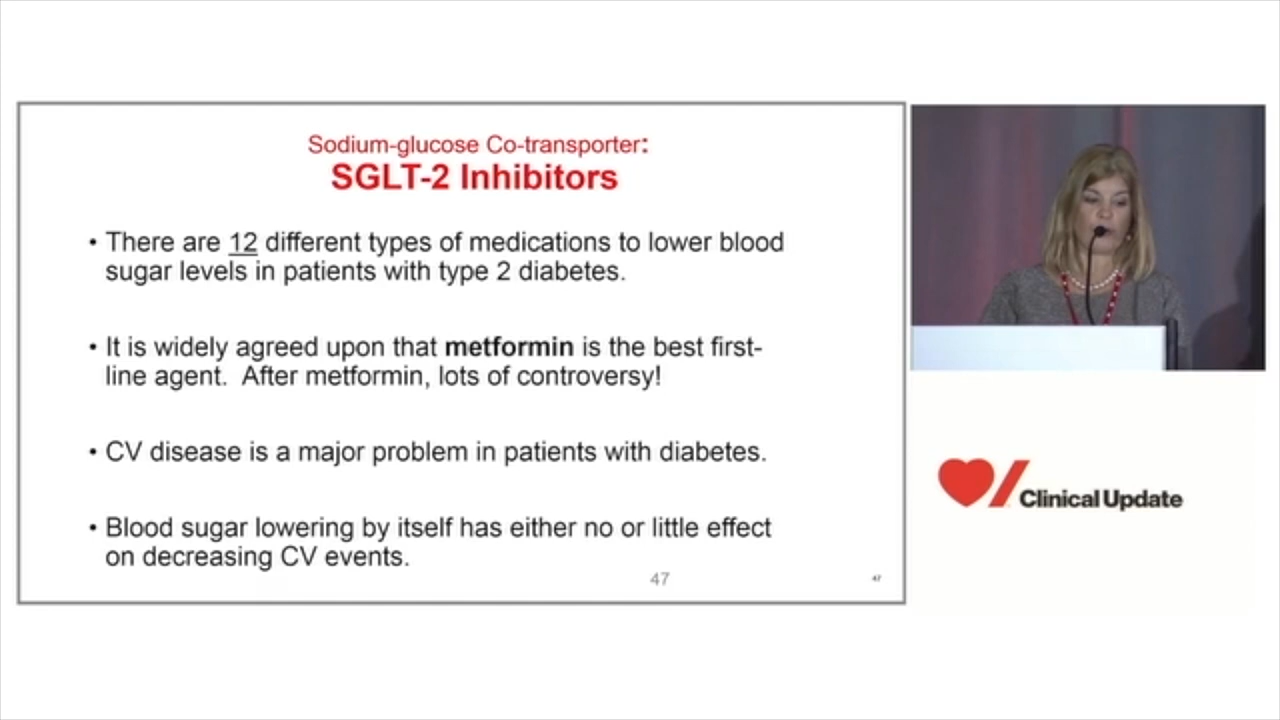 Sodium-glucose Co-transporter:
SGLT-2 Inhibitors
• There are 12 different types of medications to lower blood
sugar levels in patients with type 2 diabetes.
• It is widely agreed upon that metformin is the best first-
line agent. After metformin, lots of controversy!
• CV disease is a major problem in patients with diabetes.
• Blood sugar lowering by itself has either no or little effect
on decreasing CV events.
47
47
Clinical Update